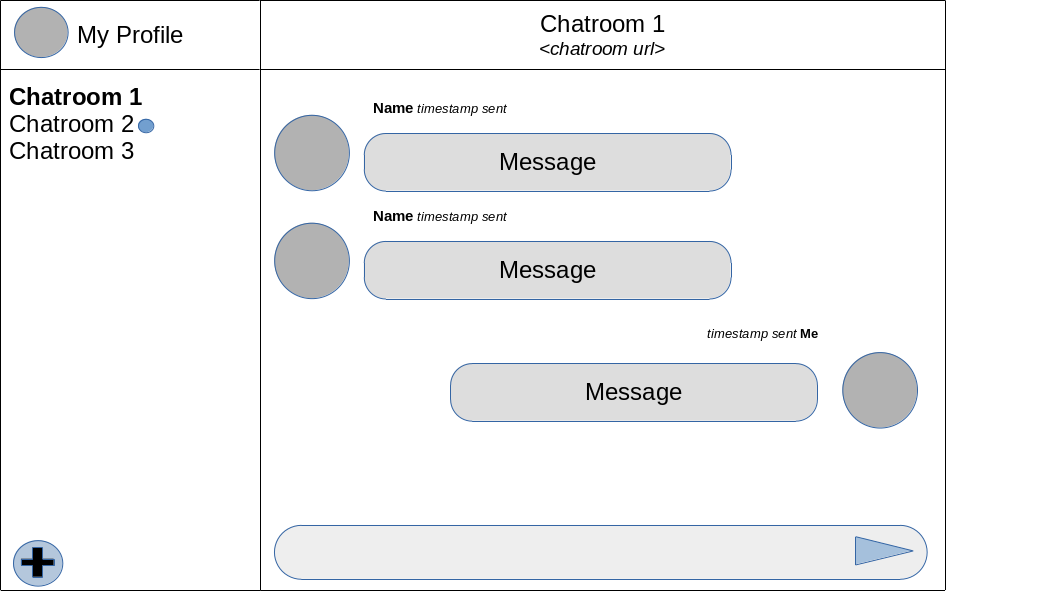 My Profile
Chatroom 1
<chatroom url>
Chatroom 1
Chatroom 2
Chatroom 3
Name timestamp sent
Message
Name timestamp sent
Message
timestamp sent Me
Message